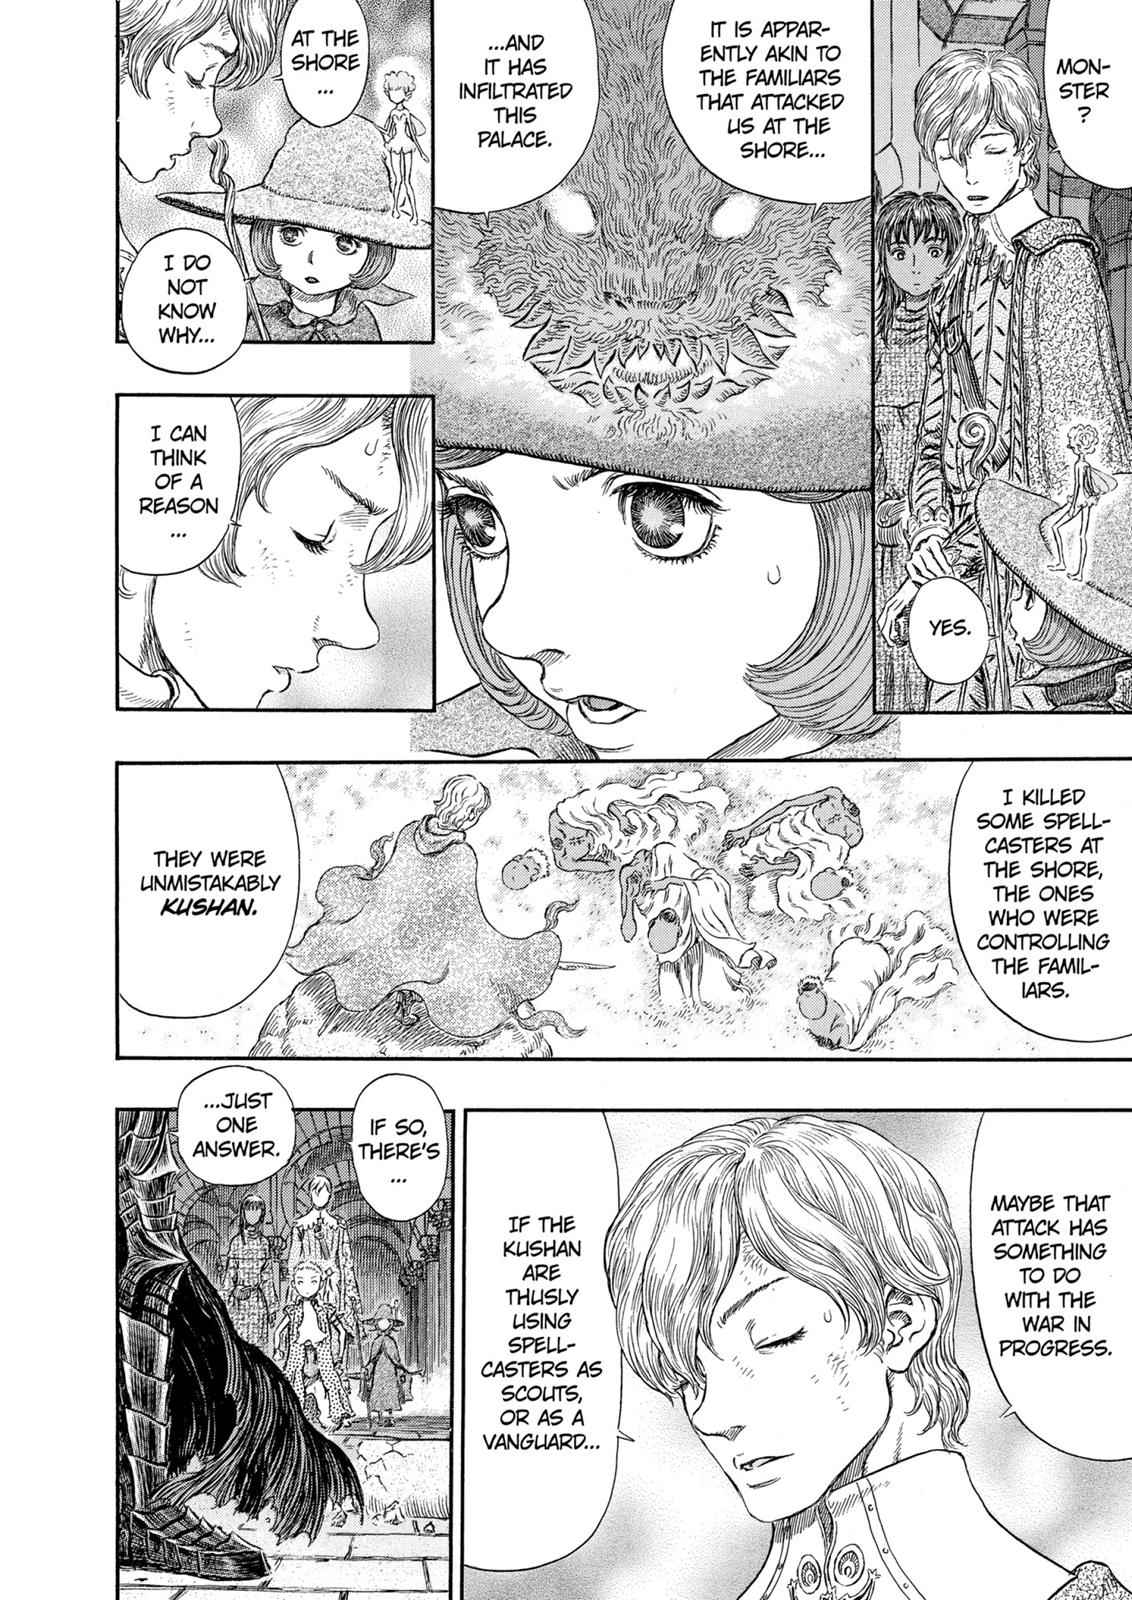 MON-
STER
?
YES.
IT IS APPAR-
ENTLY AKIN TO
THE FAMILIARS
THAT ATTACKED
US AT THE
SHORE...
...AND
IT HAS
INFILTRATED
THIS
PALACE.
AT THE
SHORE
...
I DO
NOT
KNOW
WHY...
I CAN
THINK
OF A
REASON
...
I KILLED
SOME SPELL-
CASTERS AT
THE SHORE,
THE ONES
WHO WERE
CONTROLLING
THE FAMIL-
IARS.
THEY WERE
UNMISTAKABLY
KUSHAN.
MAYBE THAT
ATTACK HAS
SOMETHING
TO DO
WITH THE
WAR IN
PROGRESS.
IF THE
KUSHAN
ARE
THUSLY
USING
SPELL-
CASTERS AS
SCOUTS,
OR AS A
VANGUARD...
IF SO,
THERE'S
...
...JUST
ONE
ANSWER.